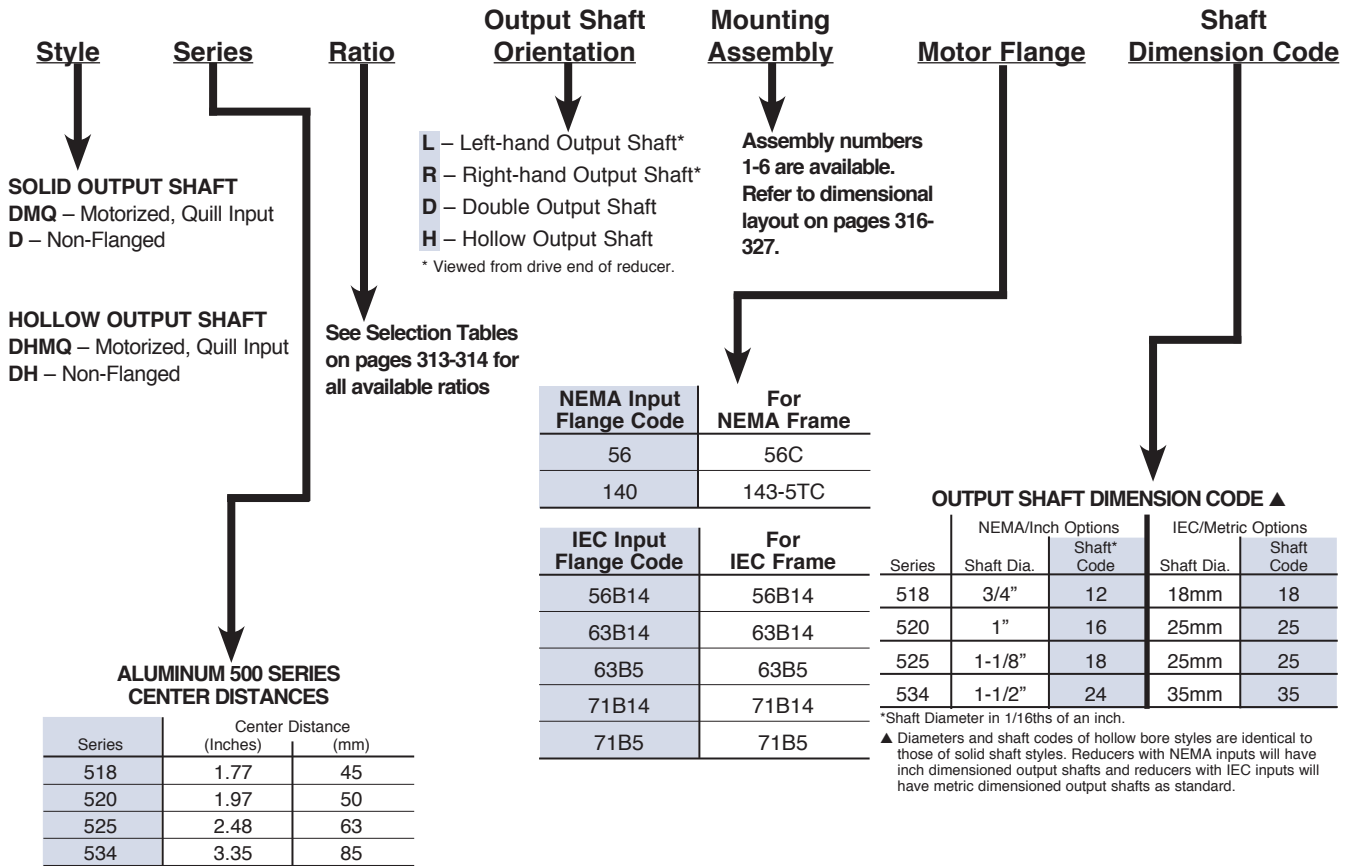 Style
Series
Ratio
Output Shaft
Orientation
Mounting
Assembly
Motor Flange
Shaft
Dimension Code
SOLID OUTPUT SHAFT
DMQ – Motorized, Quill Input
D – Non-Flanged
HOLLOW OUTPUT SHAFT
DHMQ – Motorized, Quill Input
DH – Non-Flanged
See Selection Tables
on pages 313-314 for
all available ratios
L – Left-hand Output Shaft*
R – Right-hand Output Shaft*
D – Double Output Shaft
H – Hollow Output Shaft
* Viewed from drive end of reducer.
Assembly numbers
1-6 are available.
Refer to dimensional
layout on pages 316-
327.
NEMA Input For
Flange Code NEMA Frame
56 56C
140 143-5TC
IEC Input For
Flange Code IEC Frame
56B14 56B14
63B14 63B14
63B5 63B5
71B14 71B14
71B5 71B5
OUTPUT SHAFT DIMENSION CODE ▲
NEMA/Inch Options IEC/Metric Options
Shaft* Shaft
Series Shaft Dia. Code Shaft Dia. Code
518 3/4” 12 18mm 18
520 1” 16 25mm 25
525 1-1/8” 18 25mm 25
534 1-1/2” 24 35mm 35
*Shaft Diameter in 1/16ths of an inch.
▲ Diameters and shaft codes of hollow bore styles are identical to
those of solid shaft styles. Reducers with NEMA inputs will have
inch dimensioned output shafts and reducers with IEC inputs will
have metric dimensioned output shafts as standard.
ALUMINUM 500 SERIES
CENTER DISTANCES
Center Distance
Series (Inches) (mm)
518 1.77 45
520 1.97 50
525 2.48 63
534 3.35 85